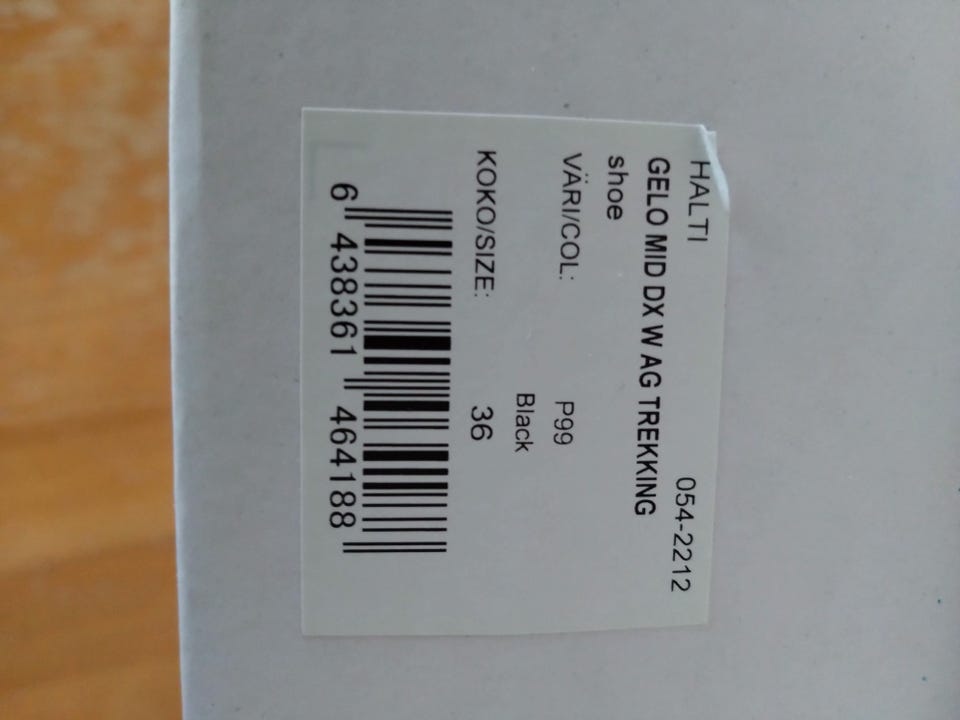 HALTI 054-2212
GELO MID DX W AG TREKKING
shoe
VÄRI/COL: P99
Black
KOKO/SIZE: 36
6 438361 464188